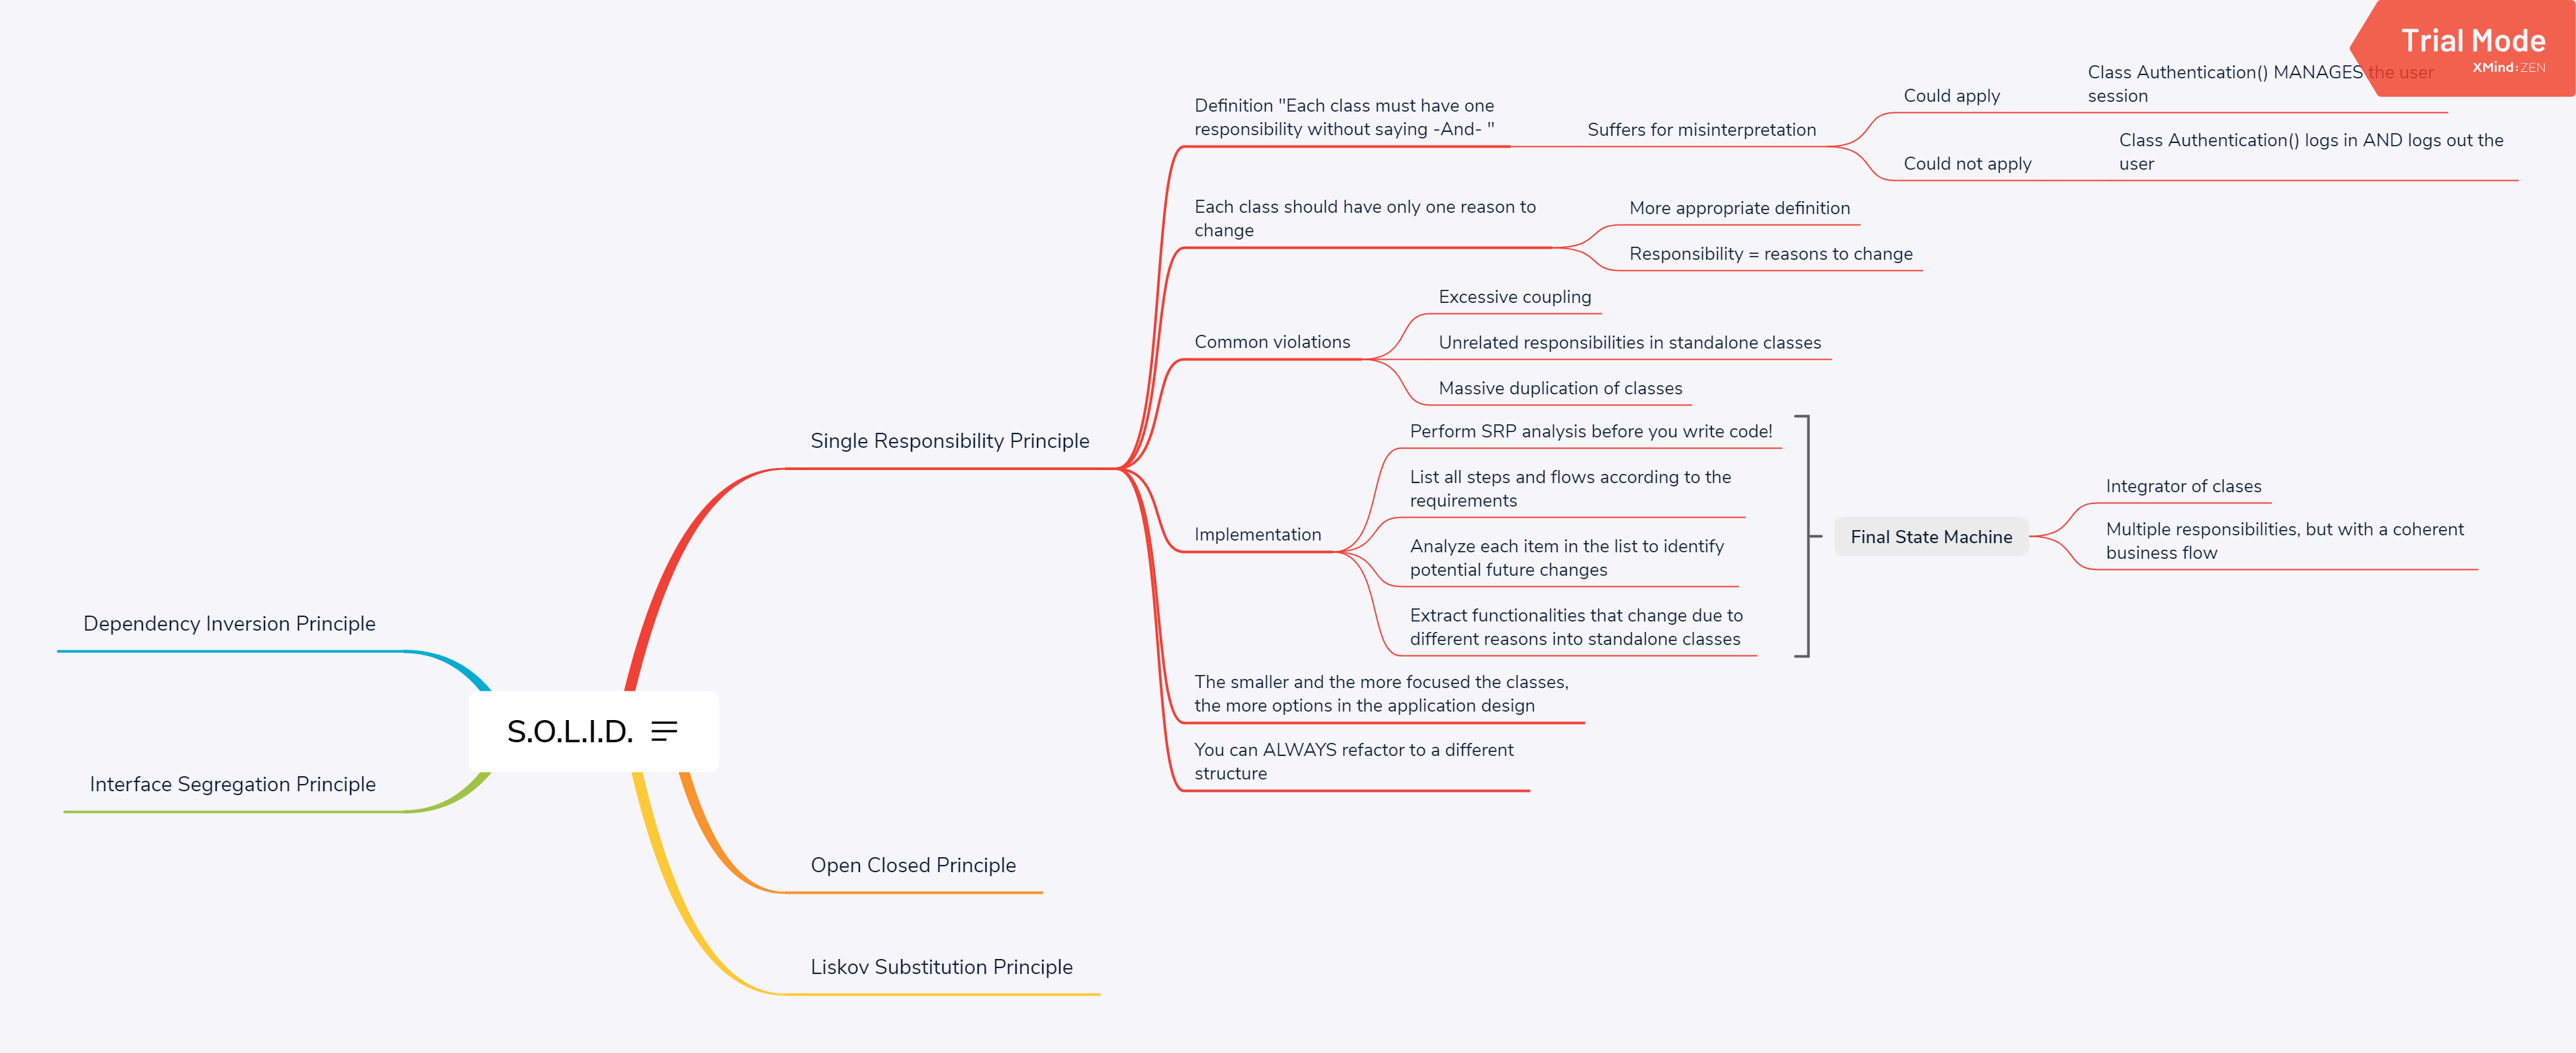 Trial Mode
XMind:ZEN
Class Authentication() MANAGES the user
session
Could apply
Definition "Each class must have one
responsibility without saying -And- "
Suffers for misinterpretation
Class Authentication() logs in AND logs out the
user
Could not apply
Each class should have only one reason to
change
More appropriate definition
Responsibility = reasons to change
Common violations
Excessive coupling
Unrelated responsibilities in standalone classes
Massive duplication of classes
Single Responsibility Principle
Implementation
Perform SRP analysis before you write code!
List all steps and flows according to the
requirements
Analyze each item in the list to identify
potential future changes
Extract functionalities that change due to
different reasons into standalone classes
Final State Machine
Integrator of clases
Multiple responsibilities, but with a coherent
business flow
The smaller and the more focused the classes,
the more options in the application design
You can ALWAYS refactor to a different
structure
Dependency Inversion Principle
S.O.L.I.D.
Interface Segregation Principle
Open Closed Principle
Liskov Substitution Principle